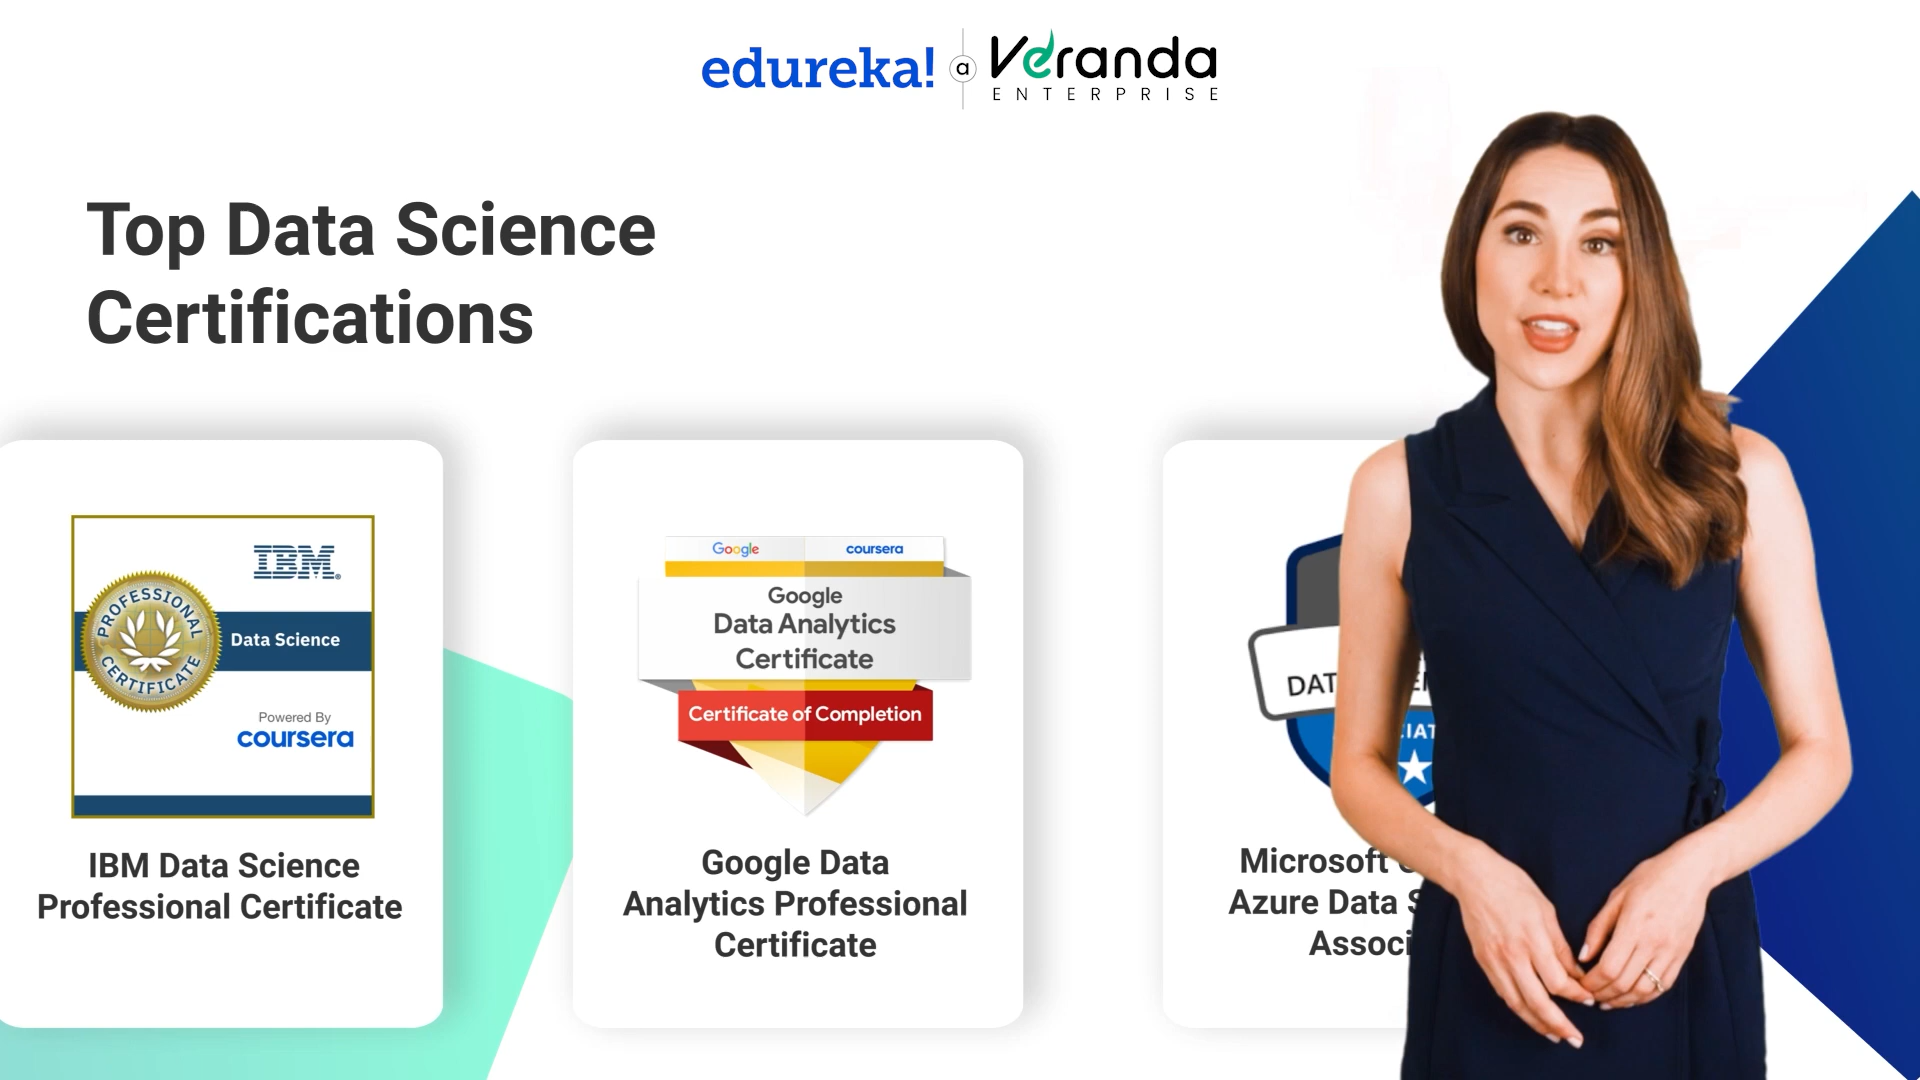 edureka! a Veranda
ENTERPRISE
Top Data Science
Certifications
IBM
PROFESSIONAL
CERTIFICATE
Data Science
Powered By
coursera
IBM Data Science
Professional Certificate
Google coursera
Google
Data Analytics
Certificate
Certificate of Completion
Google Data
Analytics Professional
Certificate
Microsoft
Azure Data